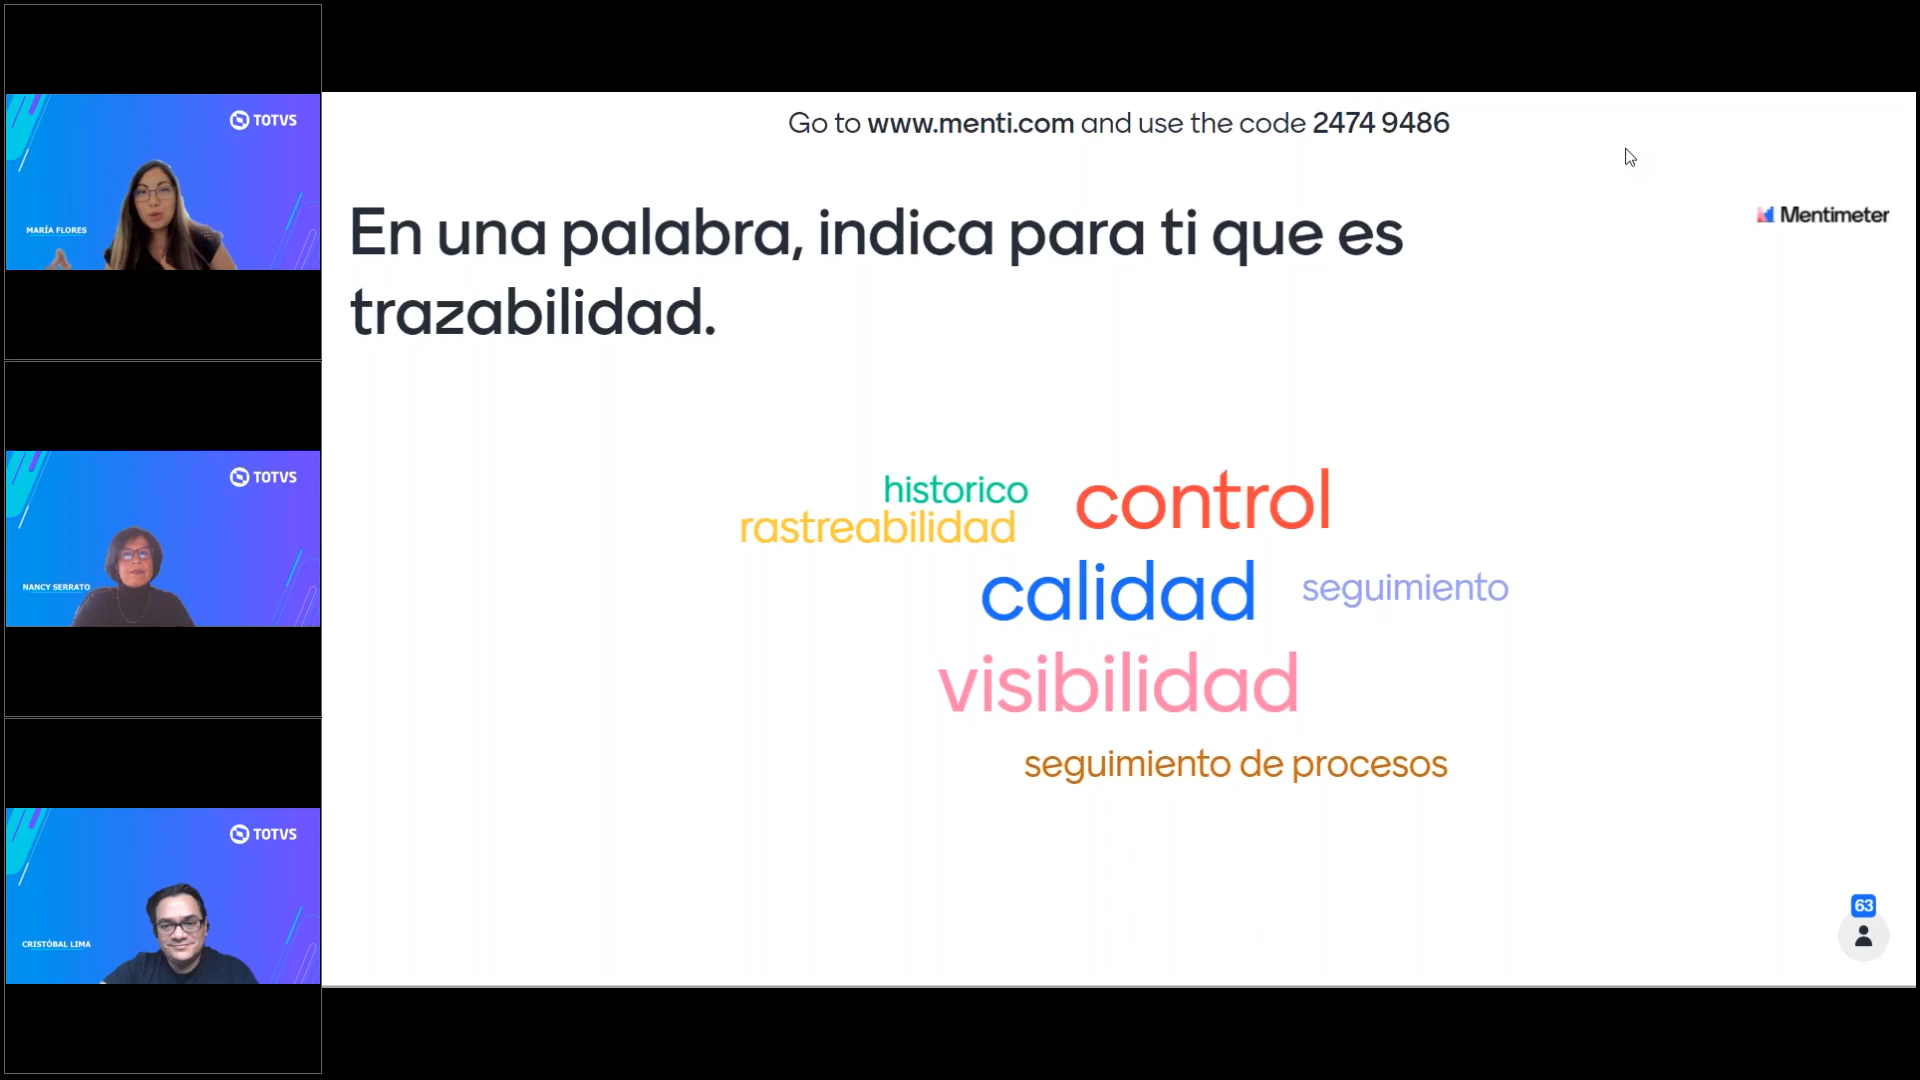 TOTVS
MARÍA FLORES
TOTVS
NANCY SERRATO
TOTVS
CRISTÓBAL LIMA
Go to www.menti.com and use the code 2474 9486
Mentimeter
En una palabra, indica para ti que es
trazabilidad.
historico
control
rastreabilidad
calidad
seguimiento
visibilidad
seguimiento de procesos
63